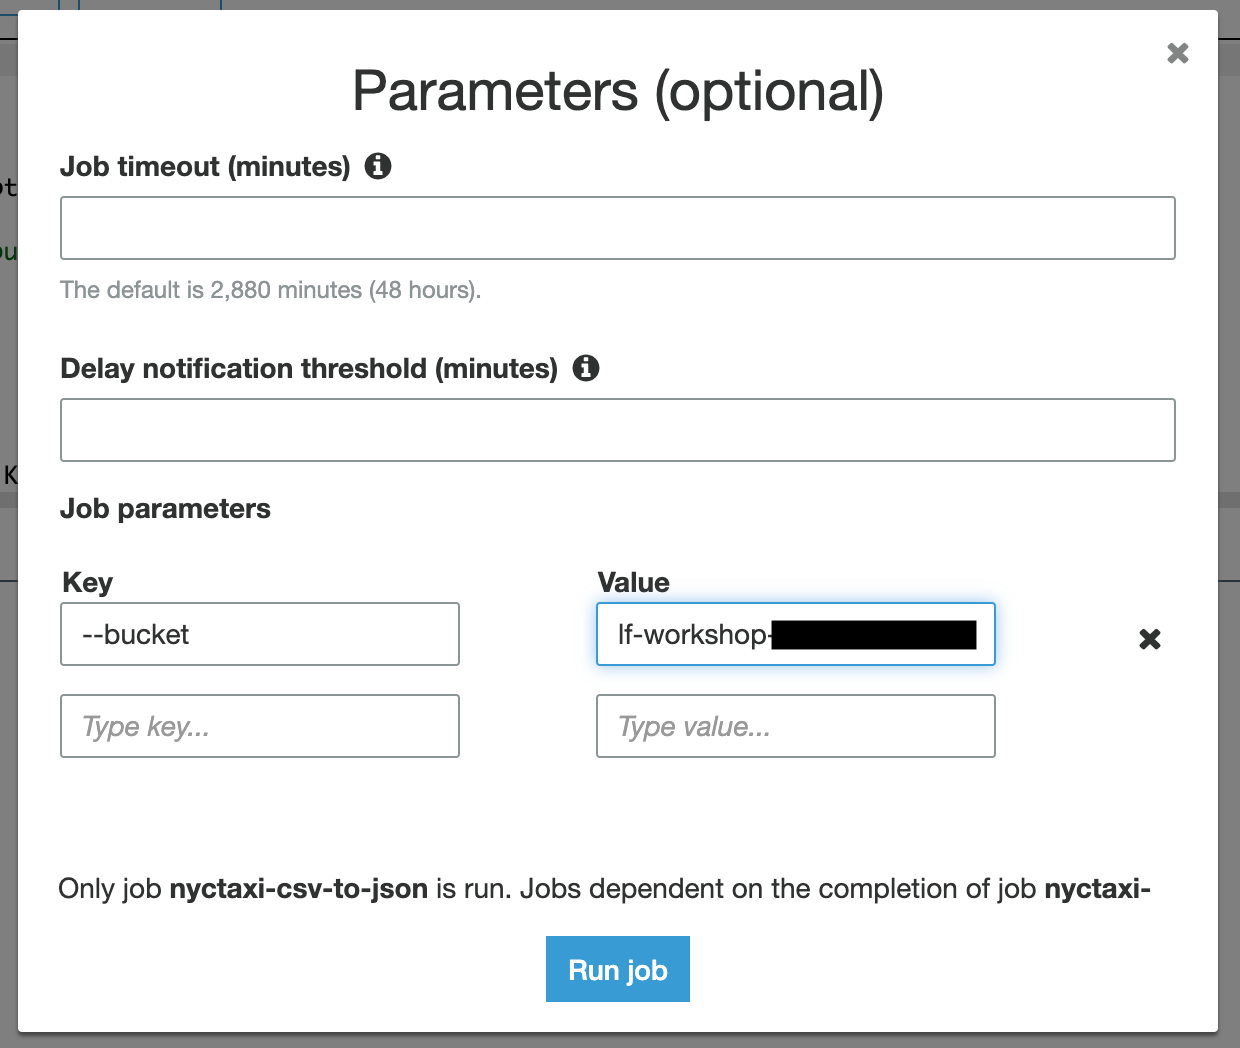 Parameters (optional)
Job timeout (minutes)
The default is 2,880 minutes (48 hours).
Delay notification threshold (minutes)
Job parameters
Key Value
--bucket lf-workshop-
Type key... Type value...
Only job nyctaxi-csv-to-json is run. Jobs dependent on the completion of job nyctaxi-
Run job